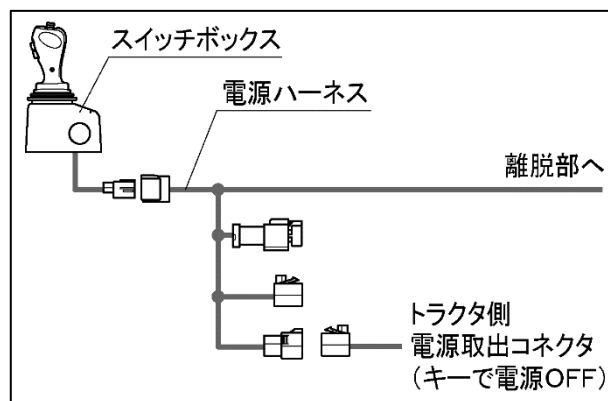 スイッチボックス
電源ハーネス
離脱部へ
トラクタ側
電源取出コネクタ
(キーで電源OFF)